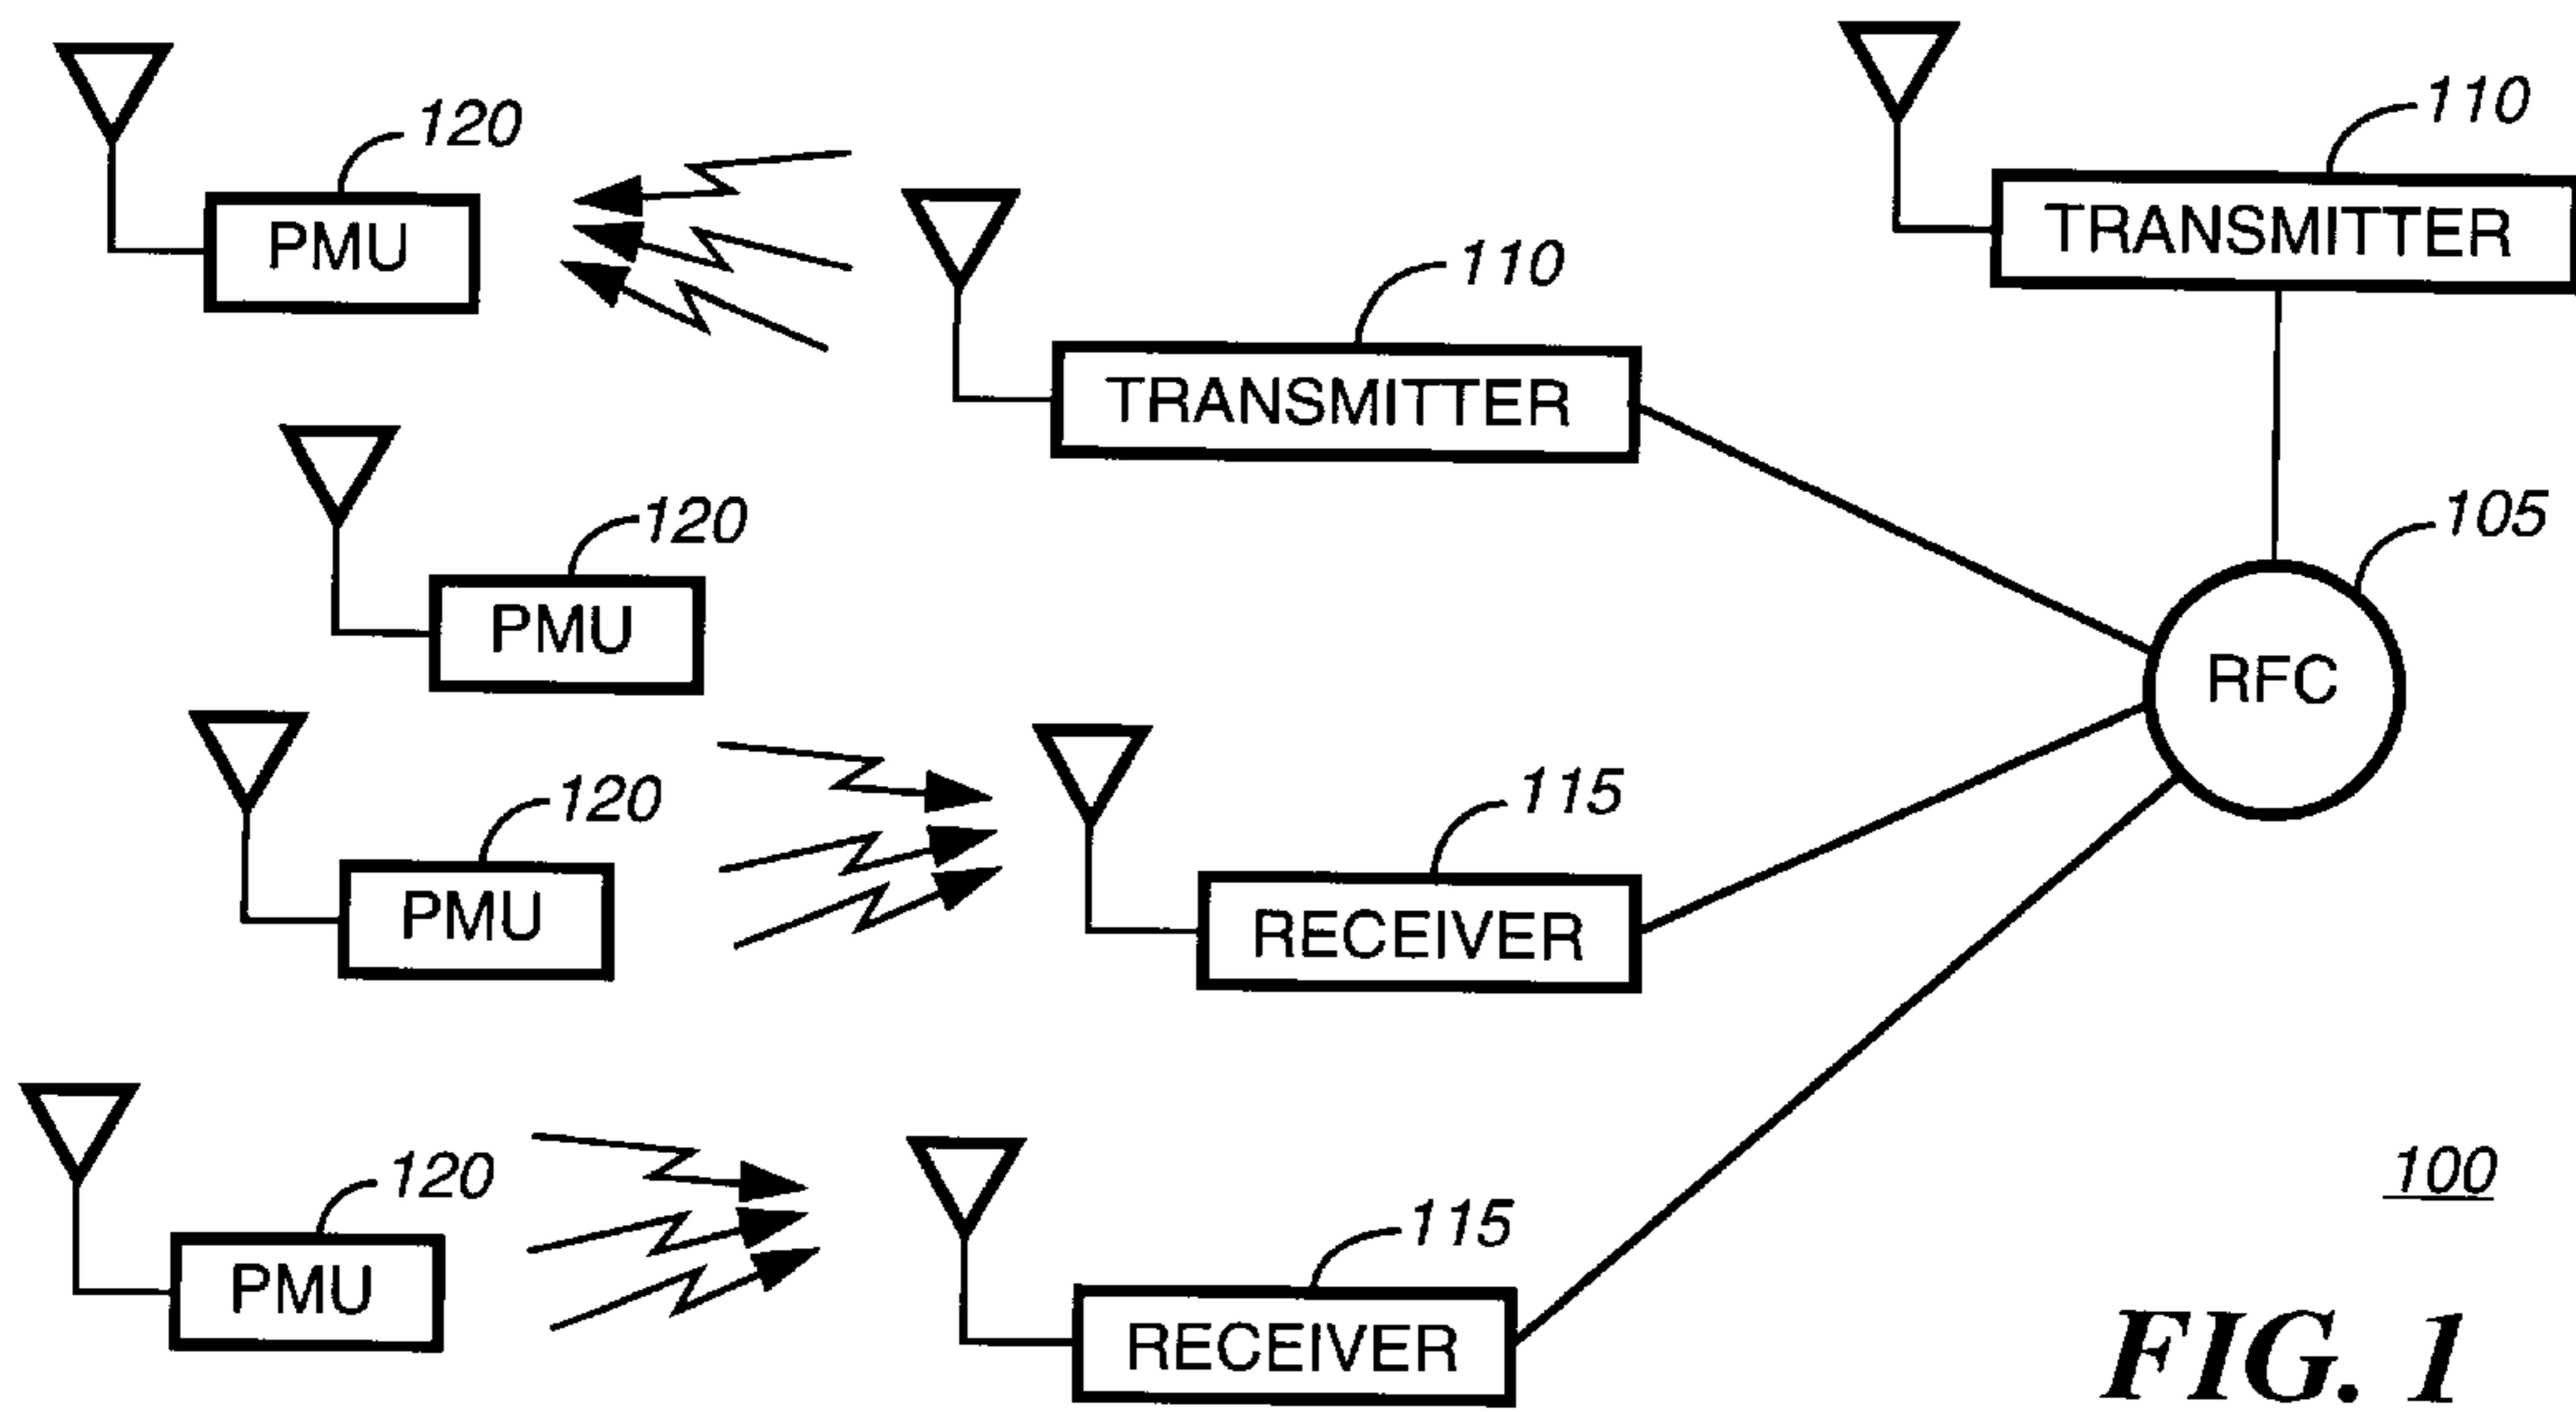 120
PMU
110
TRANSMITTER
110
TRANSMITTER
120
PMU
105
RFC
120
PMU
115
RECEIVER
120
PMU
115
RECEIVER
100
FIG. 1